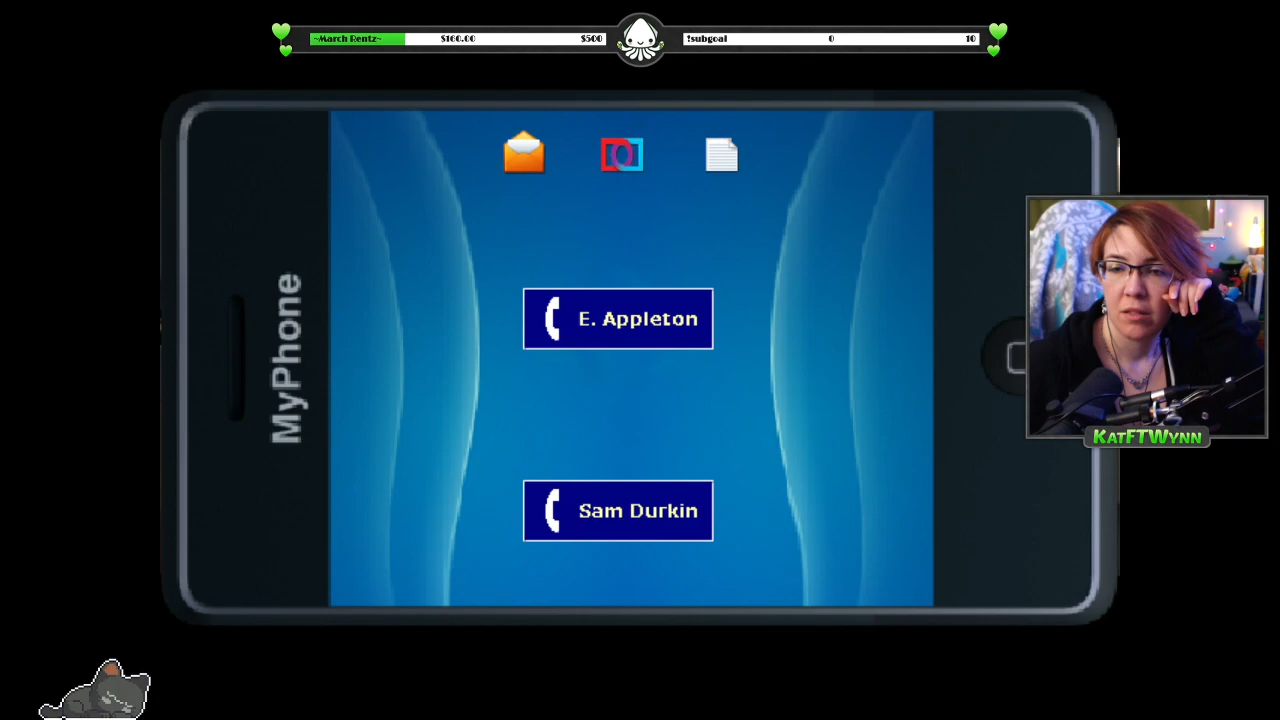 ~March Rentz~ $160.00 $500
!subgoal 0 10
MyPhone
E. Appleton
Sam Durkin
KatFTWynn